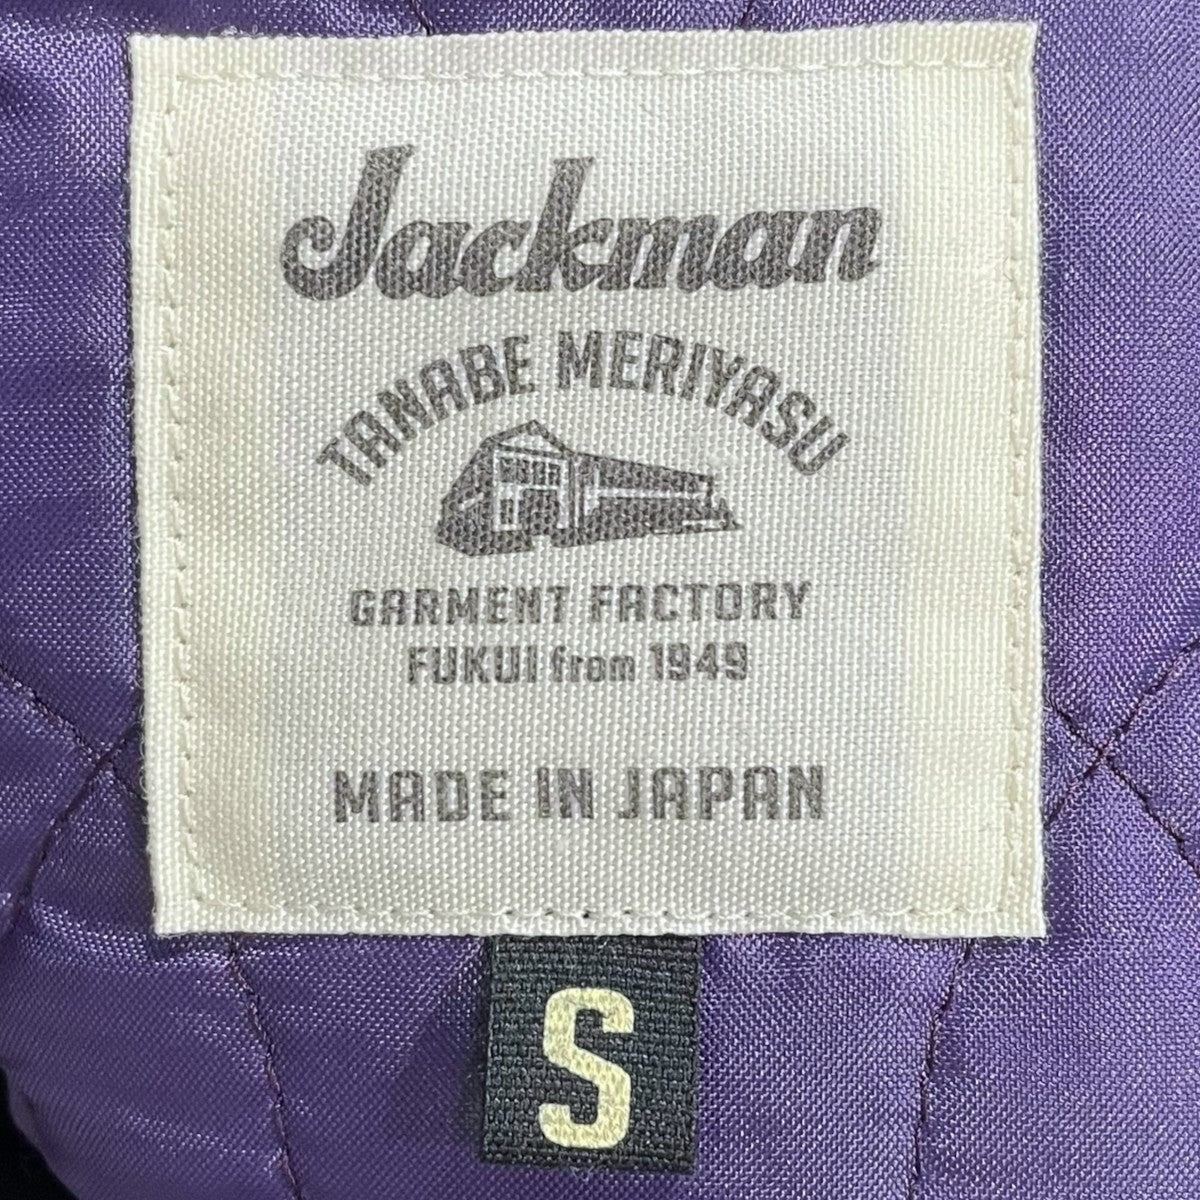 Jackman
TANABE MERIYASU
GARMENT FACTORY
FUKUI from 1949
MADE IN JAPAN
S